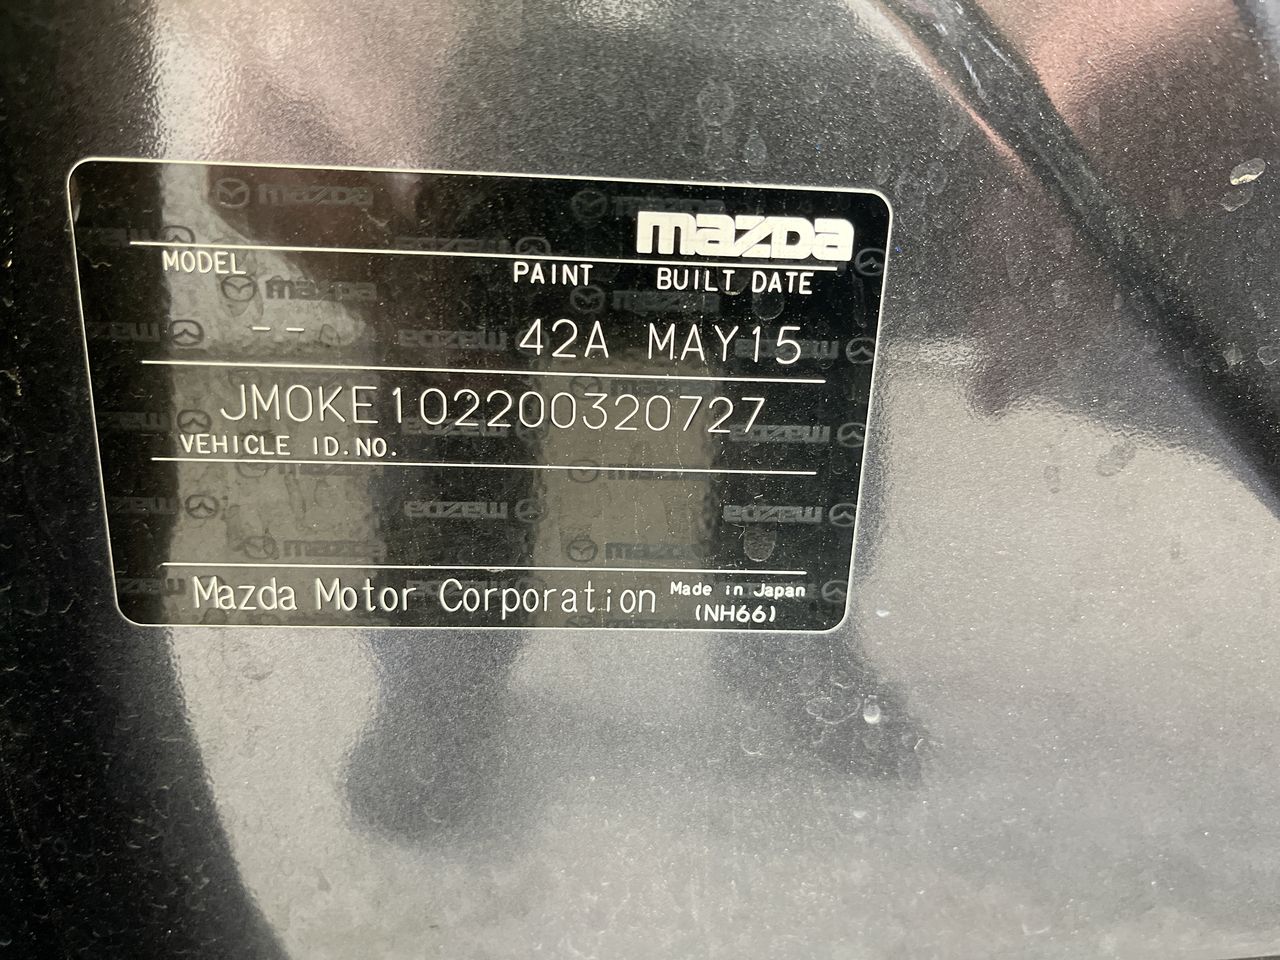 mazda
MODEL PAINT BUILT DATE
-- 42A MAY15
JM0KE102200320727
VEHICLE ID.NO.
Mazda Motor Corporation Made in Japan
(NH66)